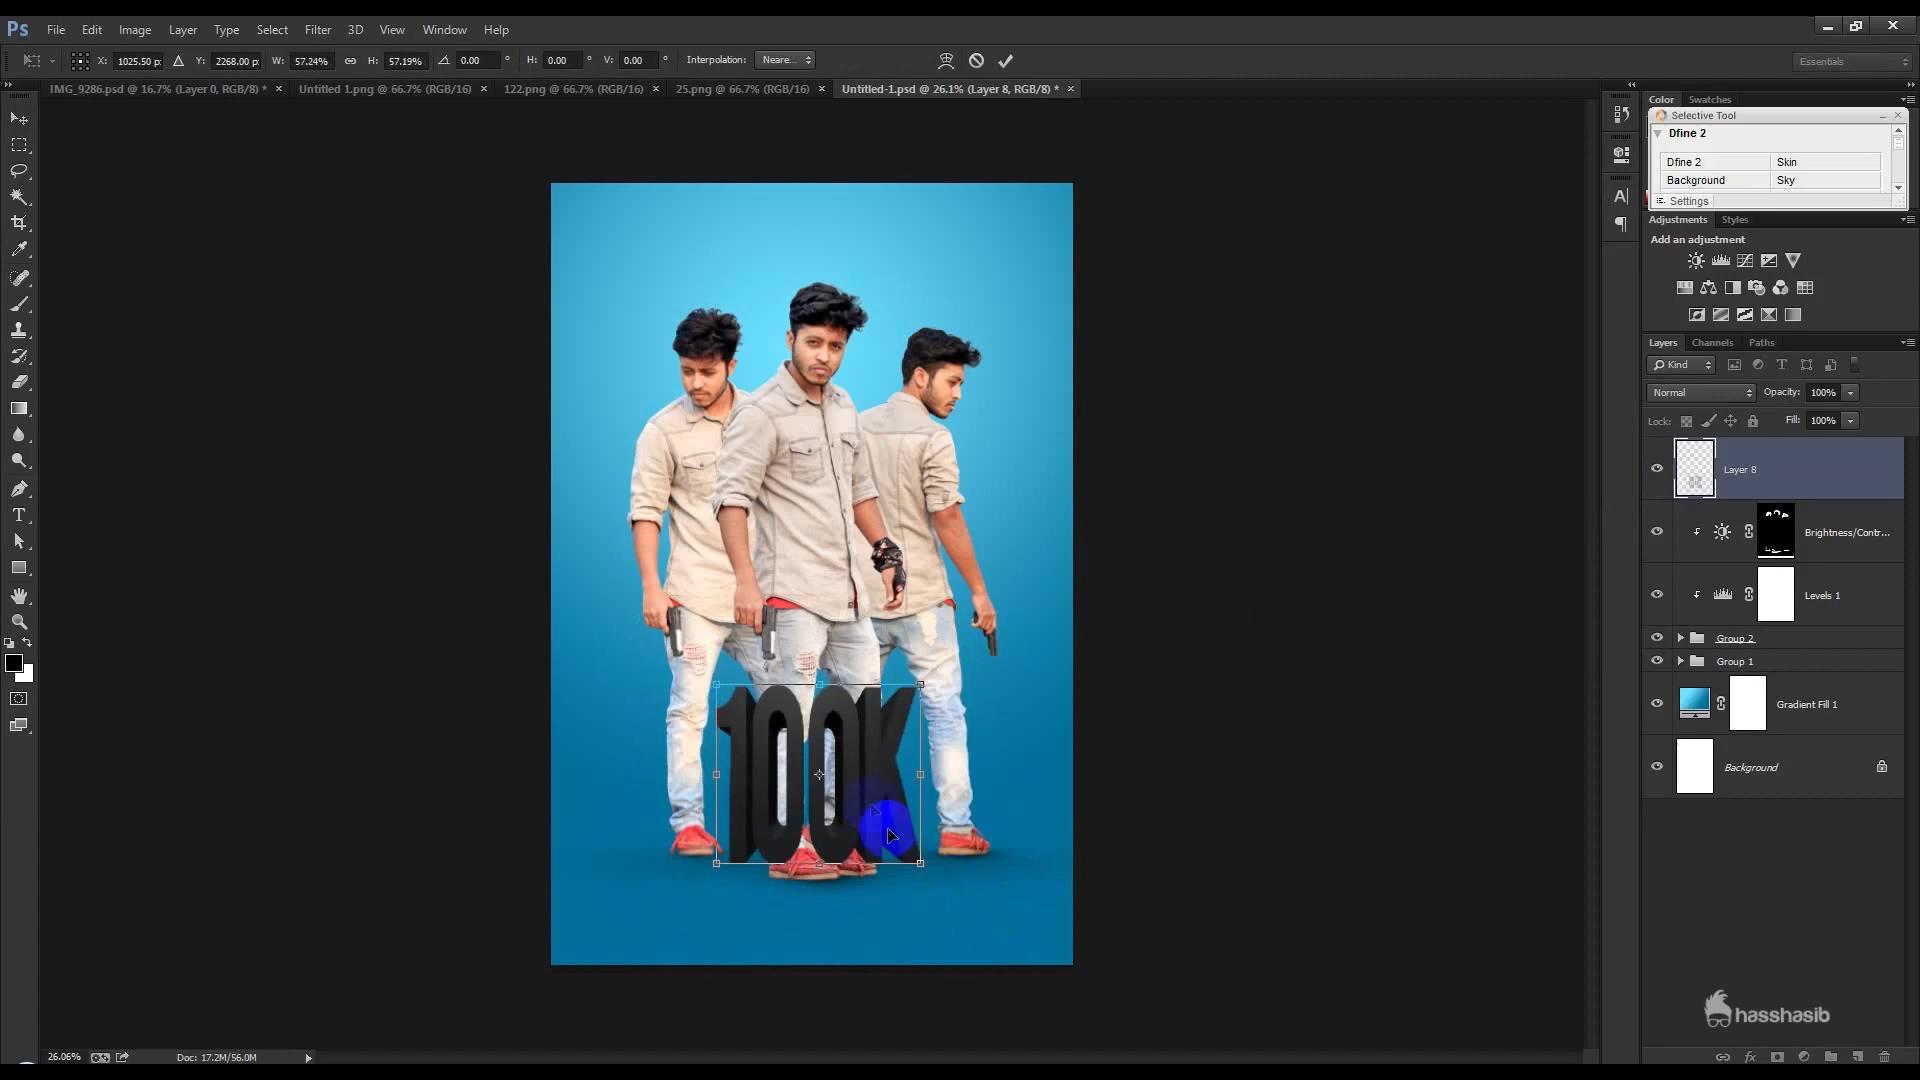 Ps File Edit Image Layer Type Select Filter 3D View Window Help
X: 1025.50 p: Y: 2268.00 p: W: 57.24% H: 57.19% 0.00 ° H: 0.00 ° V: 0.00 ° Interpolation: Neare... Essentials
IMG_9286.psd @ 16.7% (Layer 0, RGB/8) * × Untitled 1.png @ 66.7% (RGB/16) × 122.png @ 66.7% (RGB/16) × 25.png @ 66.7% (RGB/16) × Untitled-1.psd @ 26.1% (Layer 8, RGB/8) * ×
Color Swatches
Selective Tool
Dfine 2
Dfine 2 Skin
Background Sky
Settings
Adjustments Styles
Add an adjustment
Layers Channels Paths
Kind
Normal Opacity: 100%
Lock: Fill: 100%
Layer 8
Brightness/Contr...
Levels 1
Group 2
Group 1
Gradient Fill 1
Background
100K
hasshasib
26.06% Doc: 17.2M/56.0M